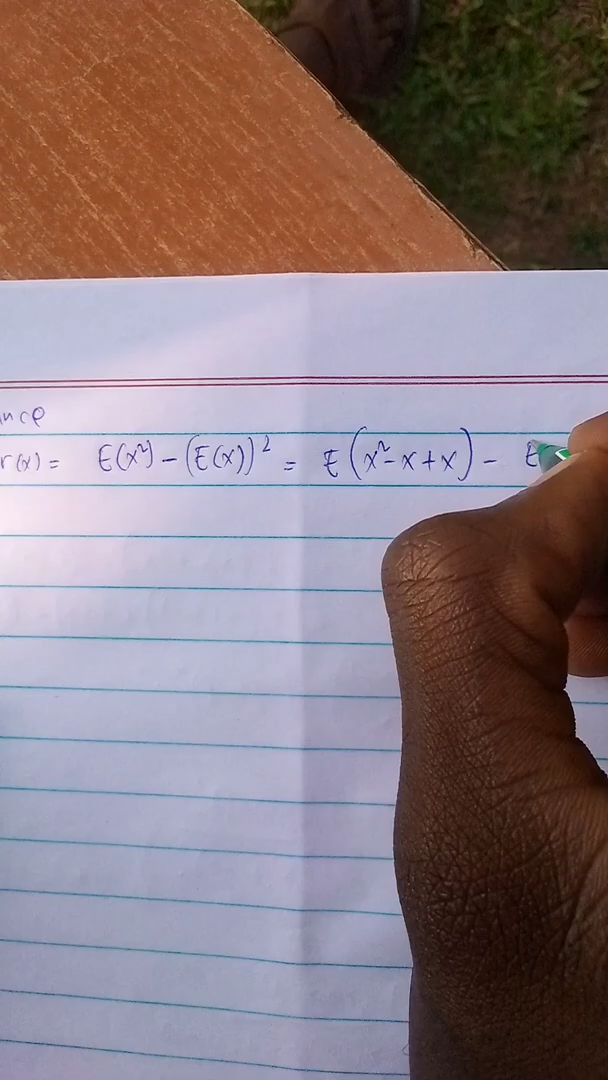 nce
r(x) = E(x²) - (E(x))² = E(x² - x + x) - E